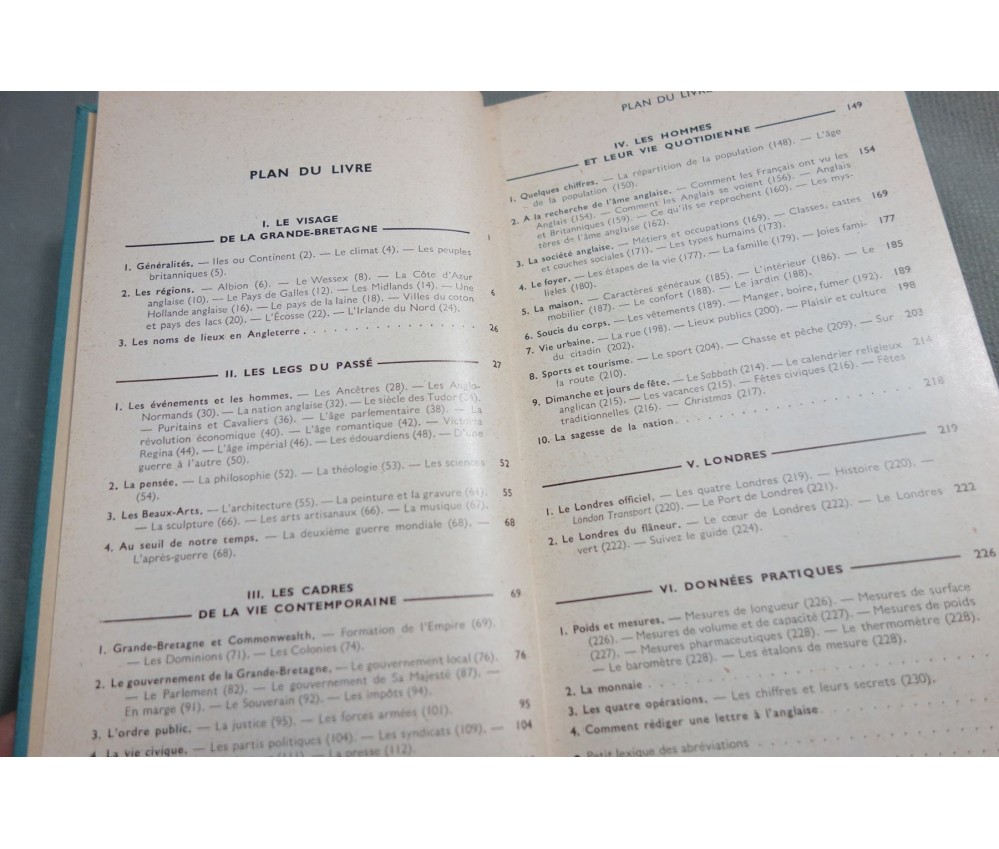 PLAN DU LIVRE
I. LE VISAGE
DE LA GRANDE-BRETAGNE 1
1. Généralités. — Iles ou Continent (2). — Le climat (4). — Les peuples
britanniques (5).
2. Les régions. — Albion (6). — Le Wessex (8). — La Côte d'Azur 6
anglaise (10). — Le Pays de Galles (12). — Les Midlands (14). — Une
Hollande anglaise (16). — Le pays de la laine (18). — Villes du coton
et pays des lacs (20). — L'Écosse (22). — L'Irlande du Nord (24).
3. Les noms de lieux en Angleterre . . . . . . . . . . . . . . . . . 26
II. LES LEGS DU PASSÉ 27
1. Les événements et les hommes. — Les Ancêtres (28). — Les Anglo-
Normands (30). — La nation anglaise (32). — Le siècle des Tudor (34).
— Puritains et Cavaliers (36). — L'âge parlementaire (38). — La
révolution économique (40). — L'âge romantique (42). — Victoria
Regina (44). — L'âge impérial (46). — Les édouardiens (48). — D'une
guerre à l'autre (50).
2. La pensée. — La philosophie (52). — La théologie (53). — Les sciences 52
(54).
3. Les Beaux-Arts. — L'architecture (55). — La peinture et la gravure (61). 55
— La sculpture (66). — Les arts artisanaux (66). — La musique (67).
4. Au seuil de notre temps. — La deuxième guerre mondiale (68). — 68
L'après-guerre (68).
III. LES CADRES
DE LA VIE CONTEMPORAINE 69
1. Grande-Bretagne et Commonwealth. — Formation de l'Empire (69).
— Les Dominions (71). — Les Colonies (74).
2. Le gouvernement de la Grande-Bretagne. — Le gouvernement local (76). 76
— Le Parlement (82). — Le gouvernement de Sa Majesté (87). —
En marge (91). — Le Souverain (92). — Les impôts (94).
3. L'ordre public. — La justice (95). — Les forces armées (101). 95
4. La vie civique. — Les partis politiques (104). — Les syndicats (109). — 104
(111). — La presse (112).
PLAN DU LIVRE
IV. LES HOMMES
ET LEUR VIE QUOTIDIENNE 149
1. Quelques chiffres. — La répartition de la population (148). — L'âge
de la population (150).
2. A la recherche de l'âme anglaise. — Comment les Français ont vu les 154
Anglais (154). — Comment les Anglais se voient (156). — Anglais
et Britanniques (159). — Ce qu'ils se reprochent (160). — Les mys-
tères de l'âme anglaise (162).
3. La société anglaise. — Métiers et occupations (169). — Classes, castes 169
et couches sociales (171). — Les types humains (173).
4. Le foyer. — Les étapes de la vie (177). — La famille (179). — Joies fami- 177
liales (180).
5. La maison. — Caractères généraux (185). — L'intérieur (186). — Le 185
mobilier (187). — Le confort (188). — Le jardin (188).
6. Soucis du corps. — Les vêtements (189). — Manger, boire, fumer (192). 189
7. Vie urbaine. — La rue (198). — Lieux publics (200). — Plaisir et culture 198
du citadin (202).
8. Sports et tourisme. — Le sport (204). — Chasse et pêche (209). — Sur 203
la route (210).
9. Dimanche et jours de fête. — Le Sabbath (214). — Le calendrier religieux 214
anglican (215). — Les vacances (215). — Fêtes civiques (216). — Fêtes
traditionnelles (216). — Christmas (217).
10. La sagesse de la nation. . . . . . . . . . . . . . . . . 218
V. LONDRES 219
1. Le Londres officiel. — Les quatre Londres (219). — Histoire (220). —
London Transport (220). — Le Port de Londres (221).
2. Le Londres du flâneur. — Le cœur de Londres (222). — Le Londres 222
vert (222). — Suivez le guide (224).
VI. DONNÉES PRATIQUES 226
1. Poids et mesures. — Mesures de longueur (226). — Mesures de surface
(226). — Mesures de volume et de capacité (227). — Mesures de poids
(227). — Mesures pharmaceutiques (228). — Le thermomètre (228).
— Le baromètre (228). — Les étalons de mesure (228).
2. La monnaie . . . . . . . . . . . . . . . . .
3. Les quatre opérations. — Les chiffres et leurs secrets (230).
4. Comment rédiger une lettre à l'anglaise. . . . . . . . .
Petit lexique des abréviations . . . . . . . . .